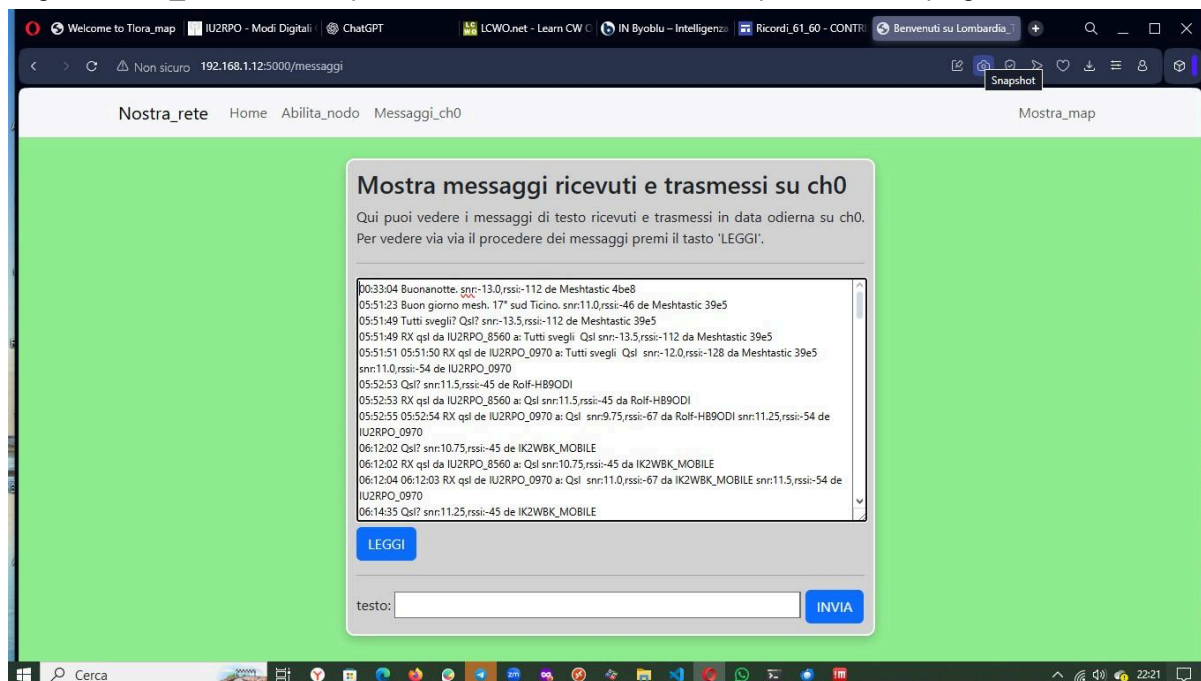 Welcome to Tlora_map
IU2RPO - Modi Digitali
ChatGPT
LCWO.net - Learn CW
IN Byoblu – Intelligenza
Ricordi_61_60 - CONTRI
Benvenuti su Lombardia_T
Non sicuro 192.168.1.12:5000/messaggi
Snapshot
Nostra_rete Home Abilita_nodo Messaggi_ch0 Mostra_map
Mostra messaggi ricevuti e trasmessi su ch0
Qui puoi vedere i messaggi di testo ricevuti e trasmessi in data odierna su ch0.
Per vedere via via il procedere dei messaggi premi il tasto 'LEGGI'.
00:33:04 Buonanotte. snr:-13.0,rssi:-112 de Meshtastic 4be8
05:51:23 Buon giorno mesh. 17° sud Ticino. snr:11.0,rssi:-46 de Meshtastic 39e5
05:51:49 Tutti svegli? Qsl? snr:-13.5,rssi:-112 de Meshtastic 39e5
05:51:49 RX qsl da IU2RPO_8560 a: Tutti svegli Qsl snr:-13.5,rssi:-112 da Meshtastic 39e5
05:51:51 05:51:50 RX qsl de IU2RPO_0970 a: Tutti svegli Qsl snr:-12.0,rssi:-128 da Meshtastic 39e5
snr:11.0,rssi:-54 de IU2RPO_0970
05:52:53 Qsl? snr:11.5,rssi:-45 de Rolf-HB9ODI
05:52:53 RX qsl da IU2RPO_8560 a: Qsl snr:11.5,rssi:-45 da Rolf-HB9ODI
05:52:55 05:52:54 RX qsl de IU2RPO_0970 a: Qsl snr:9.75,rssi:-67 da Rolf-HB9ODI snr:11.25,rssi:-54 de
IU2RPO_0970
06:12:02 Qsl? snr:10.75,rssi:-45 de IK2WBK_MOBILE
06:12:02 RX qsl da IU2RPO_8560 a: Qsl snr:10.75,rssi:-45 da IK2WBK_MOBILE
06:12:04 06:12:03 RX qsl de IU2RPO_0970 a: Qsl snr:11.0,rssi:-67 da IK2WBK_MOBILE snr:11.5,rssi:-54 de
IU2RPO_0970
06:14:35 Qsl? snr:11.25,rssi:-45 de IK2WBK_MOBILE
LEGGI
testo:
INVIA
Cerca
22:21